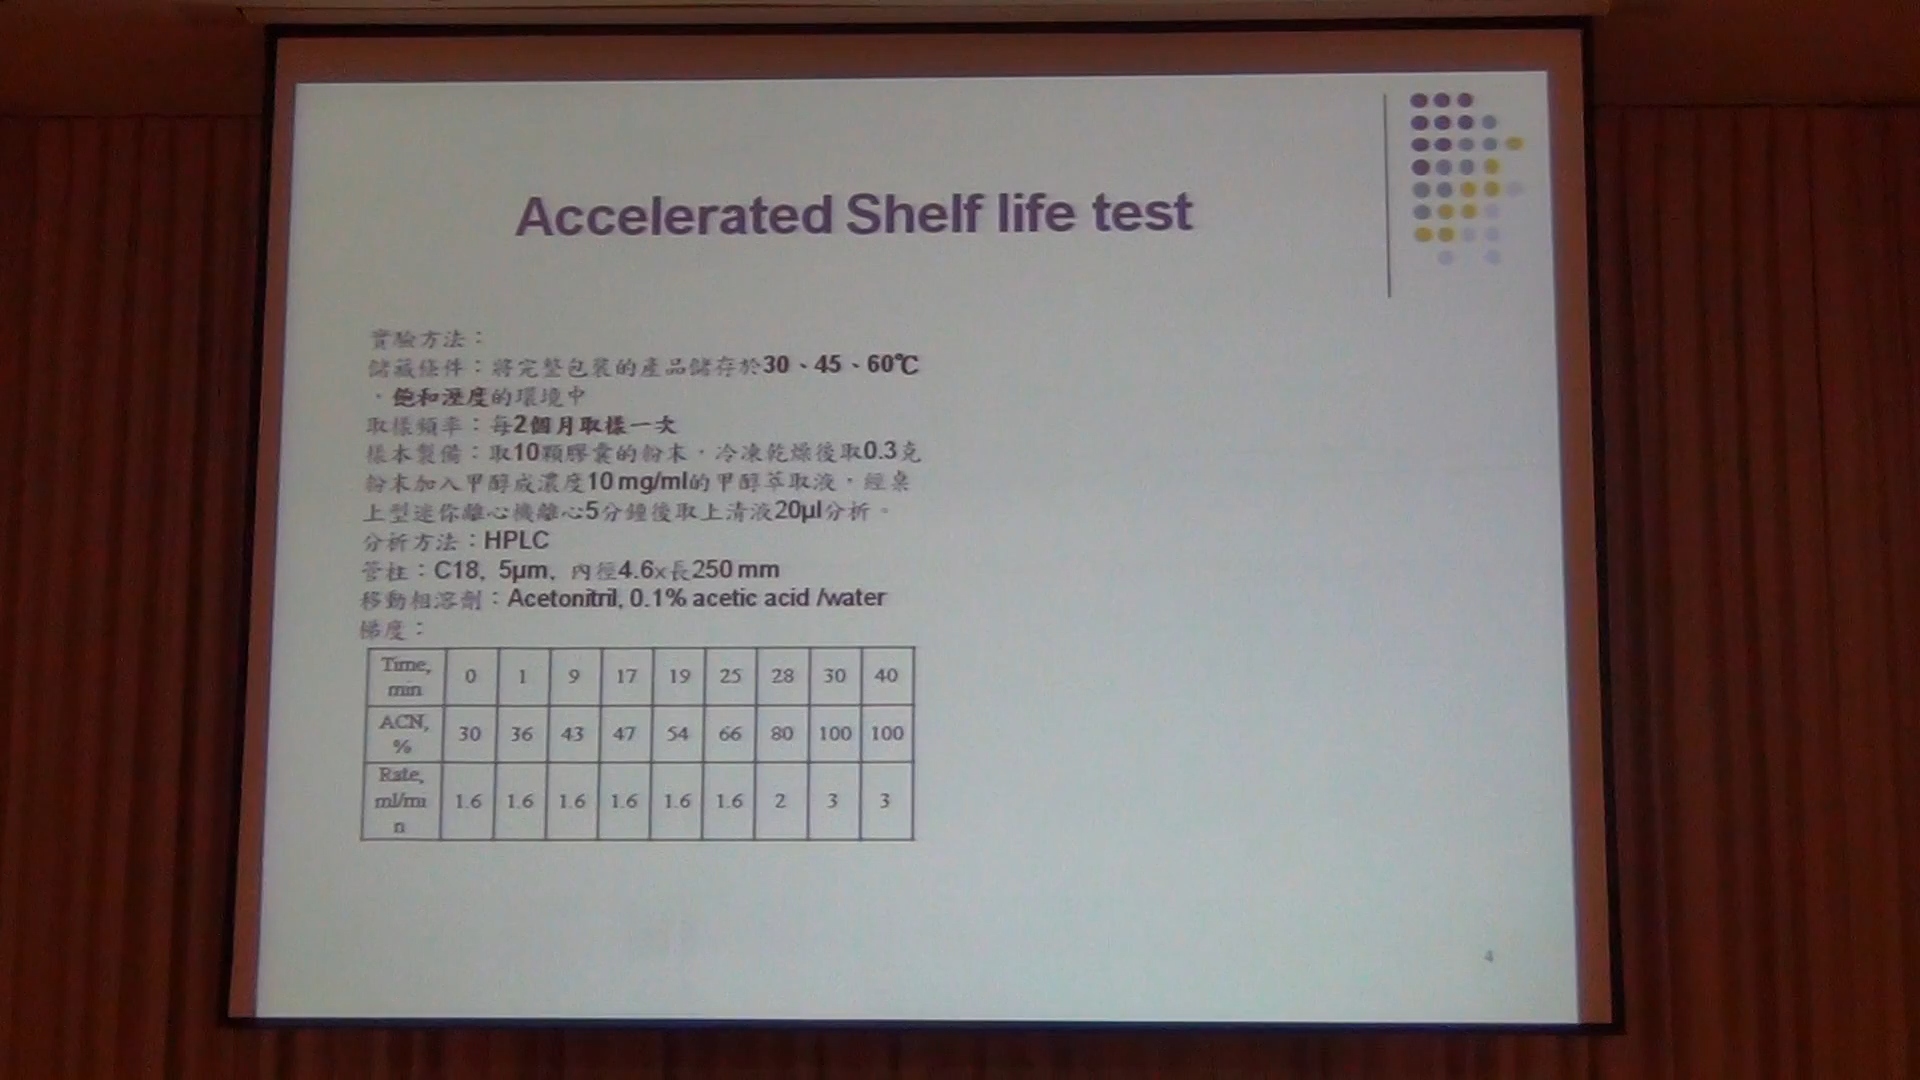 Accelerated Shelf life test
實驗方法：
儲藏條件：將完整包裝的產品儲存於30、45、60℃
，飽和溼度的環境中
取樣頻率：每2個月取樣一次
樣本製備：取10顆膠囊的粉末，冷凍乾燥後取0.3克
粉末加入甲醇成濃度10 mg/ml的甲醇萃取液，經桌
上型迷你離心機離心5分鐘後取上清液20μl分析。
分析方法：HPLC
管柱：C18, 5μm, 內徑4.6x長250 mm
移動相溶劑：Acetonitril, 0.1% acetic acid /water
梯度：
Time, min 0 1 9 17 19 25 28 30 40
ACN, % 30 36 43 47 54 66 80 100 100
Rate, ml/min 1.6 1.6 1.6 1.6 1.6 1.6 2 3 3
4